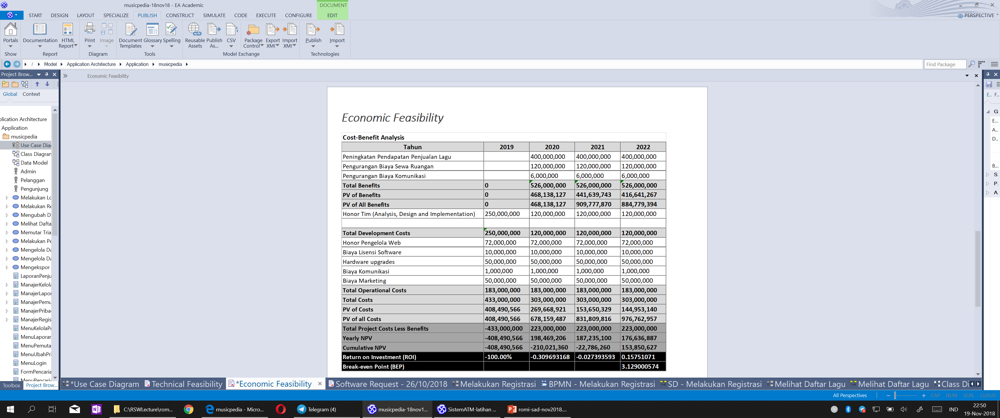 musicpedia-18nov18 - EA Academic
DOCUMENT
START DESIGN LAYOUT SPECIALIZE PUBLISH CONSTRUCT SIMULATE CODE EXECUTE CONFIGURE EDIT
PERSPECTIVE
Portals Documentation HTML Report Print Image Document Templates Glossary Spelling Reusable Assets Publish As... CSV Package Control Export XMI Import XMI Publish Import
Show Report Diagram Tools Model Exchange Technologies
/ Model Application Architecture Application musicpedia
Find Package
Project Brow...
Economic Feasibility
Global Context
E.. F..
plication Architecture
Application
musicpedia
Use Case Dia
Class Diagran
Data Model
Admin
Pelanggan
Pengunjung
Melakukan Lo
Melakukan Re
Mengubah D
Melihat Dafta
Memutar Tria
Melakukan Pe
Mengelola Da
Mengelola Da
Mengekspor
LaporanPenju
ManajerKelola
ManajerLapor
ManajerPemu
ManajerPriba
ManajerRegis
MenuKelolaPe
MenuLaporar
MenuPemuta
MenuUbahPri
MenuLogin
FormPencaria
MenuPencaria
Toolbox Project Brow...
Economic Feasibility
Cost-Benefit Analysis
Tahun 2019 2020 2021 2022
Peningkatan Pendapatan Penjualan Lagu 400,000,000 400,000,000 400,000,000
Pengurangan Biaya Sewa Ruangan 120,000,000 120,000,000 120,000,000
Pengurangan Biaya Komunikasi 6,000,000 6,000,000 6,000,000
Total Benefits 0 526,000,000 526,000,000 526,000,000
PV of Benefits 0 468,138,127 441,639,743 416,641,267
PV of All Benefits 0 468,138,127 909,777,870 884,779,394
Honor Tim (Analysis, Design and Implementation) 250,000,000 120,000,000 120,000,000 120,000,000
Total Development Costs 250,000,000 120,000,000 120,000,000 120,000,000
Honor Pengelola Web 72,000,000 72,000,000 72,000,000 72,000,000
Biaya Lisensi Software 10,000,000 10,000,000 10,000,000 10,000,000
Hardware upgrades 50,000,000 50,000,000 50,000,000 50,000,000
Biaya Komunikasi 1,000,000 1,000,000 1,000,000 1,000,000
Biaya Marketing 50,000,000 50,000,000 50,000,000 50,000,000
Total Operational Costs 183,000,000 183,000,000 183,000,000 183,000,000
Total Costs 433,000,000 303,000,000 303,000,000 303,000,000
PV of Costs 408,490,566 269,668,921 153,650,329 144,953,140
PV of all Costs 408,490,566 678,159,487 831,809,816 976,762,957
Total Project Costs Less Benefits -433,000,000 223,000,000 223,000,000 223,000,000
Yearly NPV -408,490,566 198,469,206 187,235,100 176,636,887
Cumulative NPV -408,490,566 -210,021,360 -22,786,260 153,850,627
Return on Investment (ROI) -100.00% -0.309693168 -0.027393593 0.15751071
Break-even Point (BEP) 3.129000574
G
E...
A...
D..
B...
S.
P.
A.
*Use Case Diagram Technical Feasibility *Economic Feasibility Software Request - 26/10/2018 Melakukan Registrasi BPMN - Melakukan Registrasi SD - Melakukan Registrasi Melihat Daftar Lagu Melihat Daftar Lagu Class Di
All Perspectives CAP NUM SCRL CLOUD
C:\RSWLecture\rom... musicpedia - Micro... Telegram (4) musicpedia-18nov1... SistemATM-latihan ... romi-sad-nov2018.... IND
22:50
19-Nov-2018